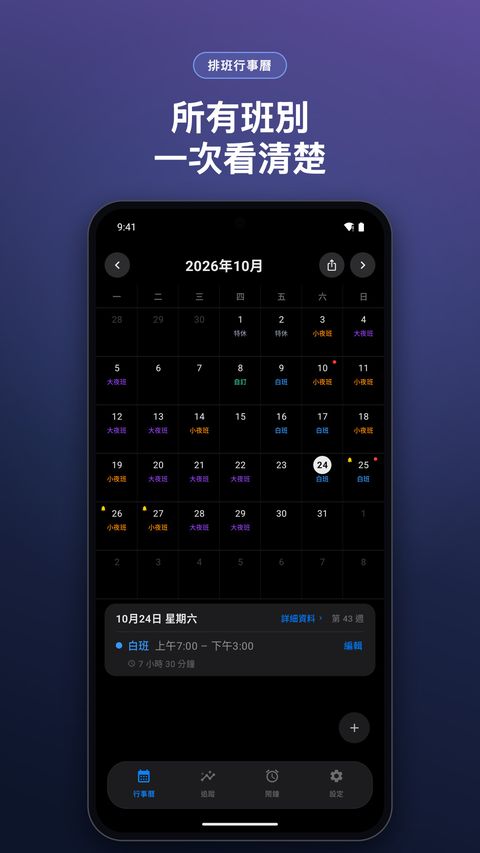 排班行事曆
所有班別
一次看清楚
9:41
2026年10月
一 二 三 四 五 六 日
28 29 30 1 2 3 4
特休 特休 小夜班 大夜班
5 6 7 8 9 10 11
大夜班 自訂 白班 小夜班 小夜班
12 13 14 15 16 17 18
大夜班 大夜班 小夜班 白班 白班 小夜班
19 20 21 22 23 24 25
小夜班 大夜班 大夜班 大夜班 白班 白班
26 27 28 29 30 31 1
小夜班 小夜班 大夜班 大夜班
2 3 4 5 6 7 8
10月24日 星期六 詳細資料 › 第 43 週
白班 上午7:00 – 下午3:00 編輯
7 小時 30 分鐘
行事曆 追蹤 鬧鐘 設定